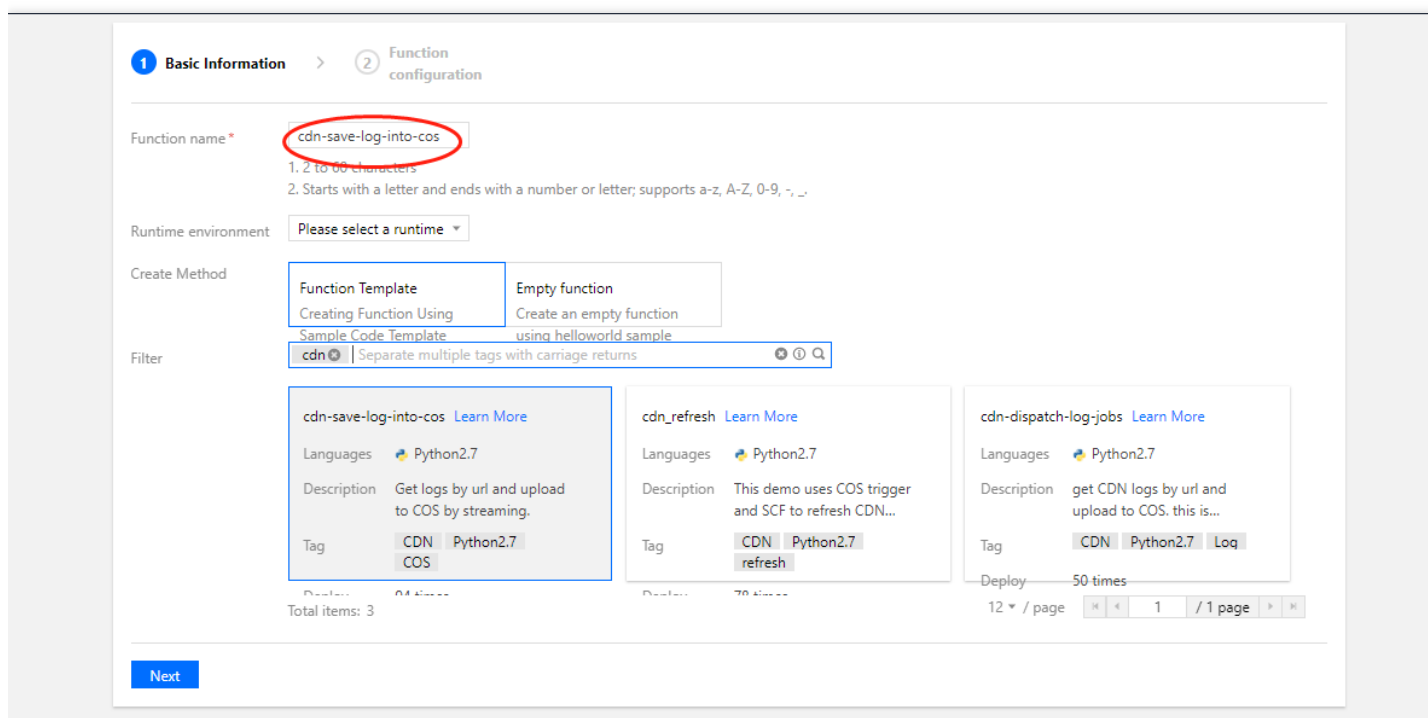 1 Basic Information > 2 Function
configuration
Function name *
cdn-save-log-into-cos
1. 2 to 60 characters
2. Starts with a letter and ends with a number or letter; supports a-z, A-Z, 0-9, -, _.
Runtime environment
Please select a runtime
Create Method
Function Template
Creating Function Using
Sample Code Template
Empty function
Create an empty function
using helloworld sample
Filter
cdn Separate multiple tags with carriage returns
cdn-save-log-into-cos Learn More
Languages Python2.7
Description Get logs by url and upload
to COS by streaming.
Tag CDN Python2.7
COS
Deploy 94 times
cdn_refresh Learn More
Languages Python2.7
Description This demo uses COS trigger
and SCF to refresh CDN...
Tag CDN Python2.7
refresh
Deploy 78 times
cdn-dispatch-log-jobs Learn More
Languages Python2.7
Description get CDN logs by url and
upload to COS. this is...
Tag CDN Python2.7 Log
Deploy 50 times
Total items: 3
12 / page 1 / 1 page
Next